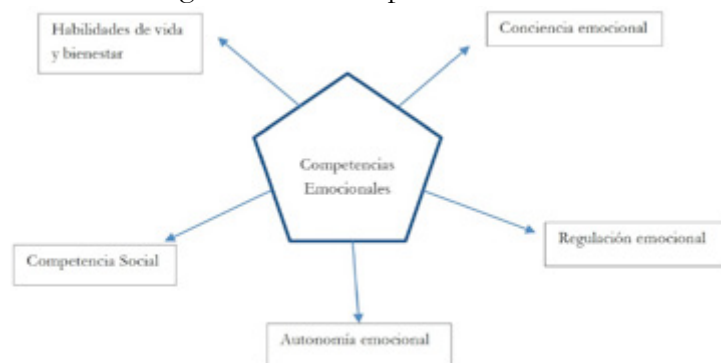 Habilidades de vida
y bienestar
Conciencia emocional
Competencias
Emocionales
Regulación emocional
Competencia Social
Autonomía emocional